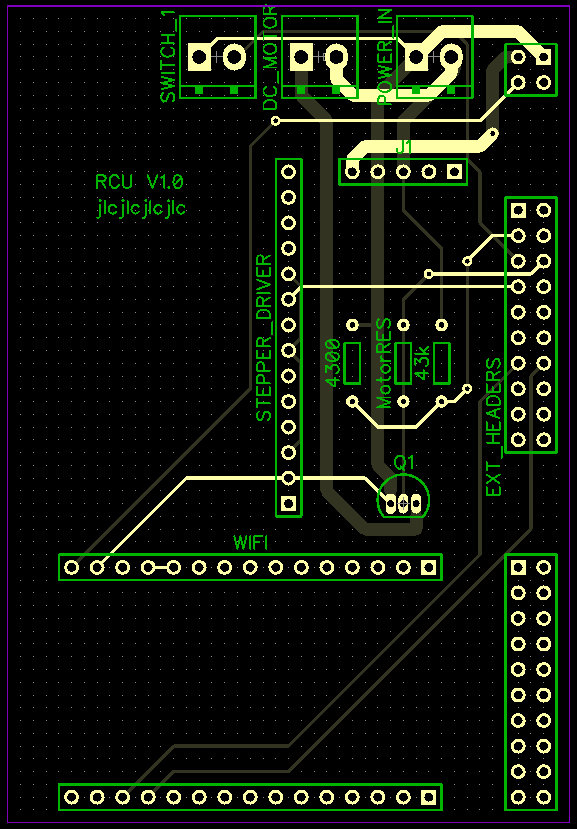 SWITCH_1
DC_MOTOR
POWER_IN
J1
RCU V1.0
jlcjlcjlcjlc
STEPPER_DRIVER
4300
MotorRES
43k
EXT_HEADERS
Q1
WIFI